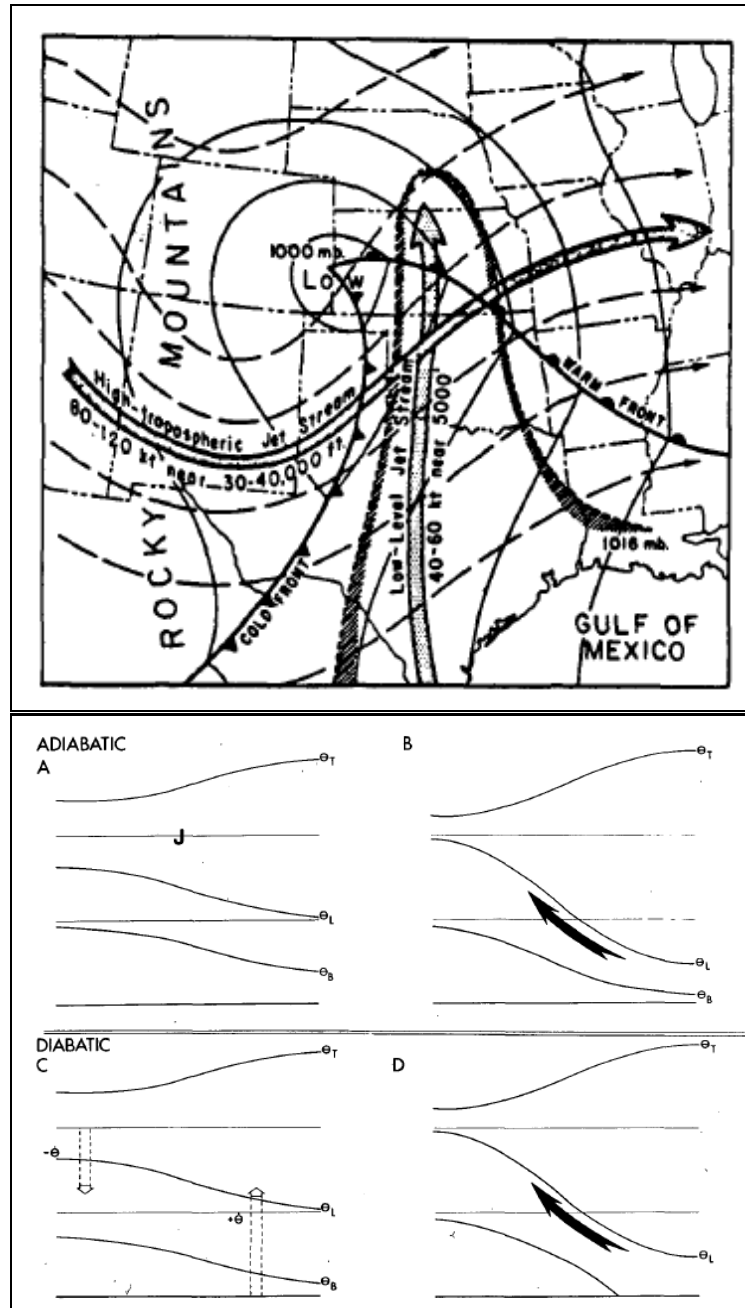 ROCKY MOUNTAINS
1000 mb.
Low
High-tropospheric Jet Stream
80-120 kt near 30-40,000 ft.
Low-Level Jet Stream
40-60 kt near 5000
WARM FRONT
COLD FRONT
1016 mb.
GULF OF
MEXICO
ADIABATIC
A
B
θT
θT
J
θL
θB
θL
θB
DIABATIC
C
D
θT
θT
-θ̇
+θ̇
θL
θB
θL